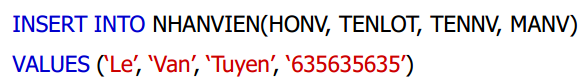 INSERT INTO NHANVIEN(HONV, TENLOT, TENNV, MANV)
VALUES (‘Le’, ‘Van’, ‘Tuyen’, ‘635635635’)